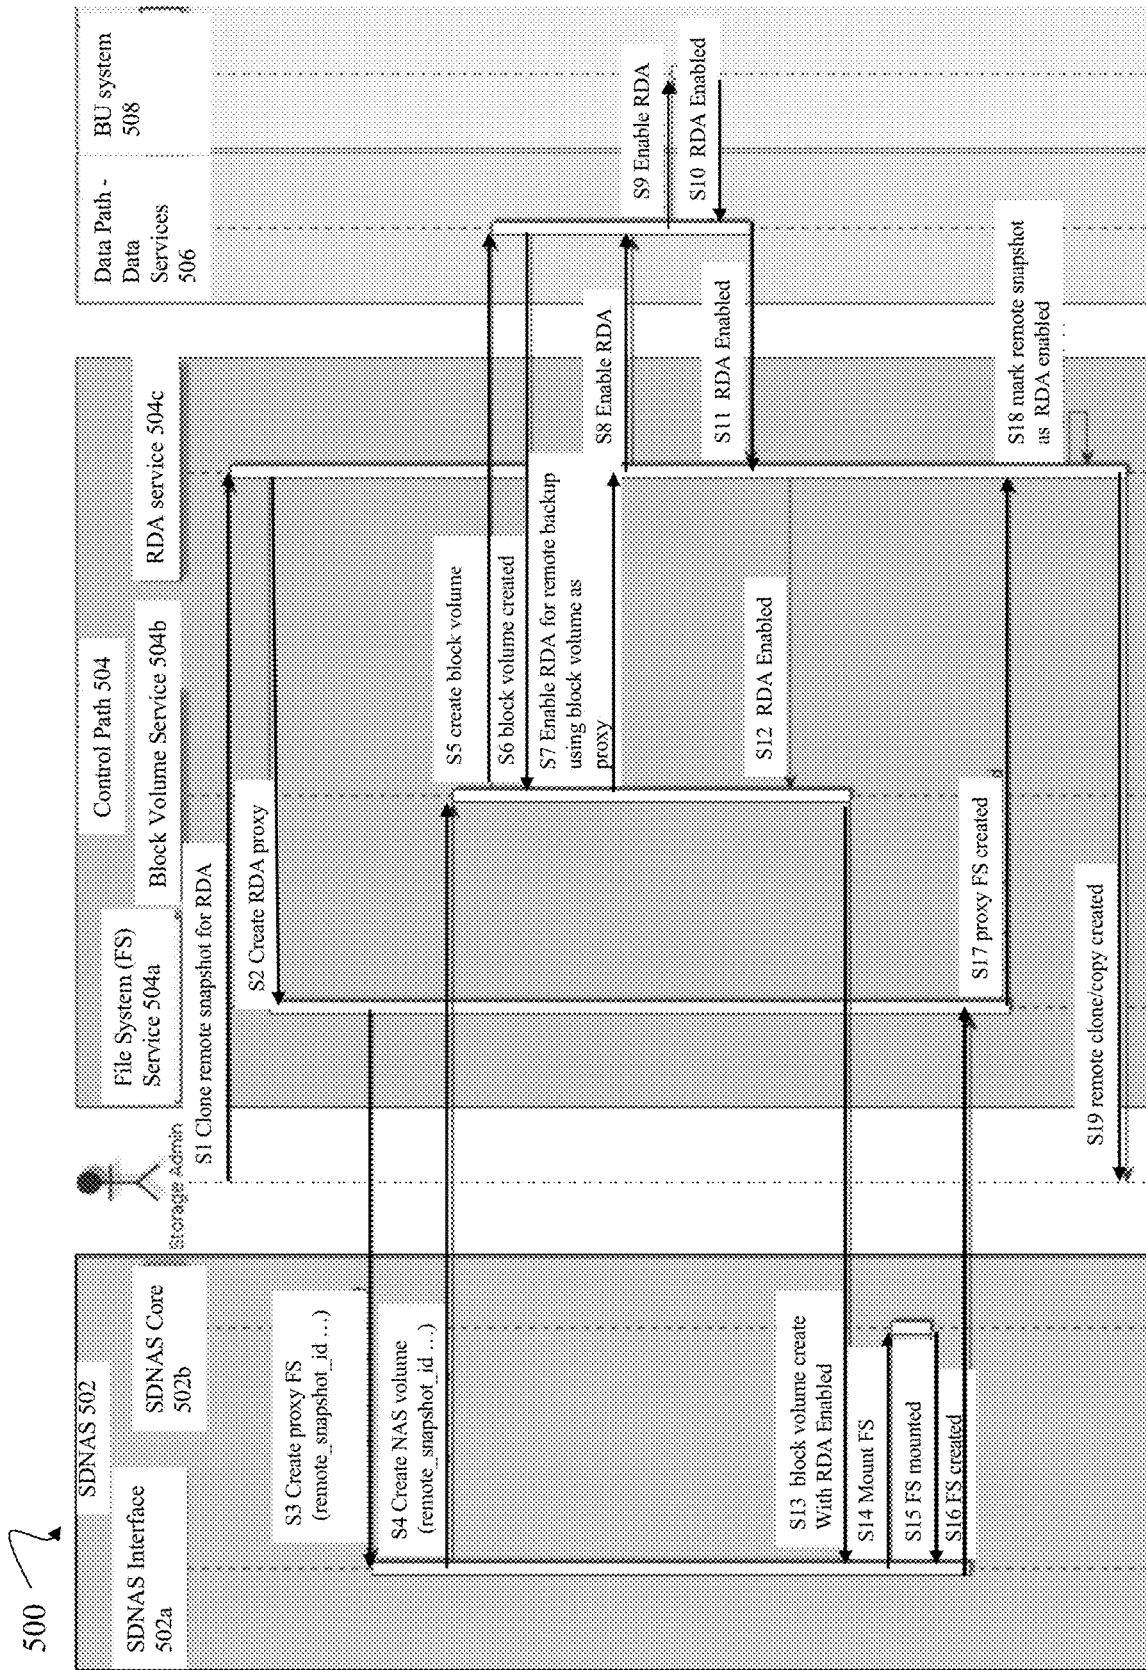 500
SDNAS 502
SDNAS Interface
502a
SDNAS Core
502b
Storage Admin
Control Path 504
File System (FS)
Service 504a
Block Volume Service 504b
RDA service 504c
Data Path -
Data
Services
506
BU system
508
S1 Clone remote snapshot for RDA
S2 Create RDA proxy
S3 Create proxy FS
(remote_snapshot_id ...)
S4 Create NAS volume
(remote_snapshot_id ...)
S5 create block volume
S6 block volume created
S7 Enable RDA for remote backup
using block volume as
proxy
S8 Enable RDA
S9 Enable RDA
S10 RDA Enabled
S11 RDA Enabled
S12 RDA Enabled
S13 block volume create
With RDA Enabled
S14 Mount FS
S15 FS mounted
S16 FS created
S17 proxy FS created
S18 mark remote snapshot
as RDA enabled
S19 remote clone/copy created